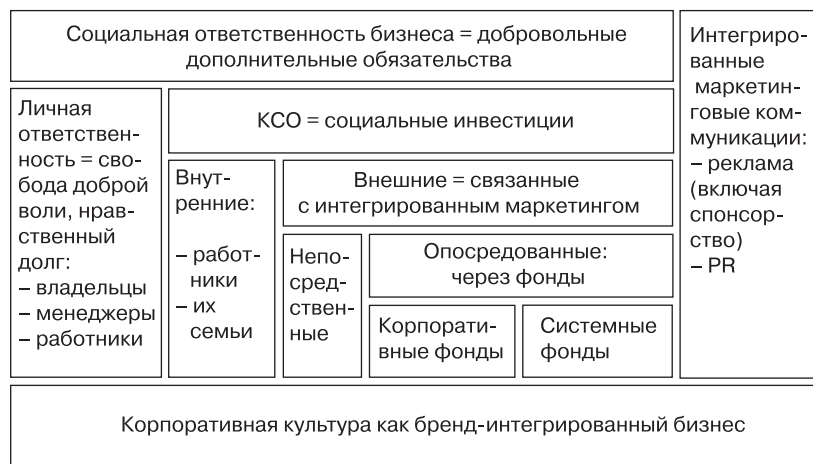 Социальная ответственность бизнеса = добровольные
дополнительные обязательства
Интегриро-
ванные
маркетин-
говые ком-
муникации:
– реклама
(включая
спонсор-
ство)
– PR
Личная
ответствен-
ность = сво-
бода доброй
воли, нрав-
ственный
долг:
– владельцы
– менеджеры
– работники
КСО = социальные инвестиции
Внут-
ренние:
– работ-
ники
– их
семьи
Внешние = связанные
с интегрированным маркетингом
Непо-
сред-
ствен-
ные
Опосредованные:
через фонды
Корпорати-
вные фонды
Системные
фонды
Корпоративная культура как бренд-интегрированный бизнес